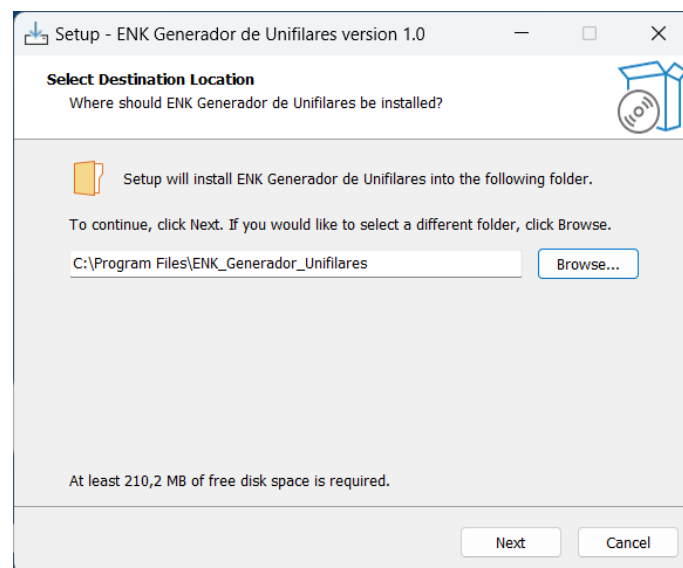 Setup - ENK Generador de Unifilares version 1.0
Select Destination Location
Where should ENK Generador de Unifilares be installed?
Setup will install ENK Generador de Unifilares into the following folder.
To continue, click Next. If you would like to select a different folder, click Browse.
C:\Program Files\ENK_Generador_Unifilares
Browse...
At least 210,2 MB of free disk space is required.
Next
Cancel